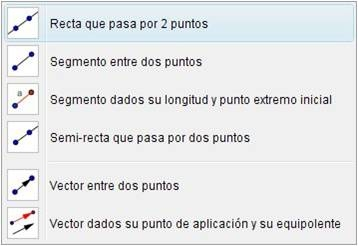 Recta que pasa por 2 puntos
Segmento entre dos puntos
a
Segmento dados su longitud y punto extremo inicial
Semi-recta que pasa por dos puntos
Vector entre dos puntos
Vector dados su punto de aplicación y su equipolente